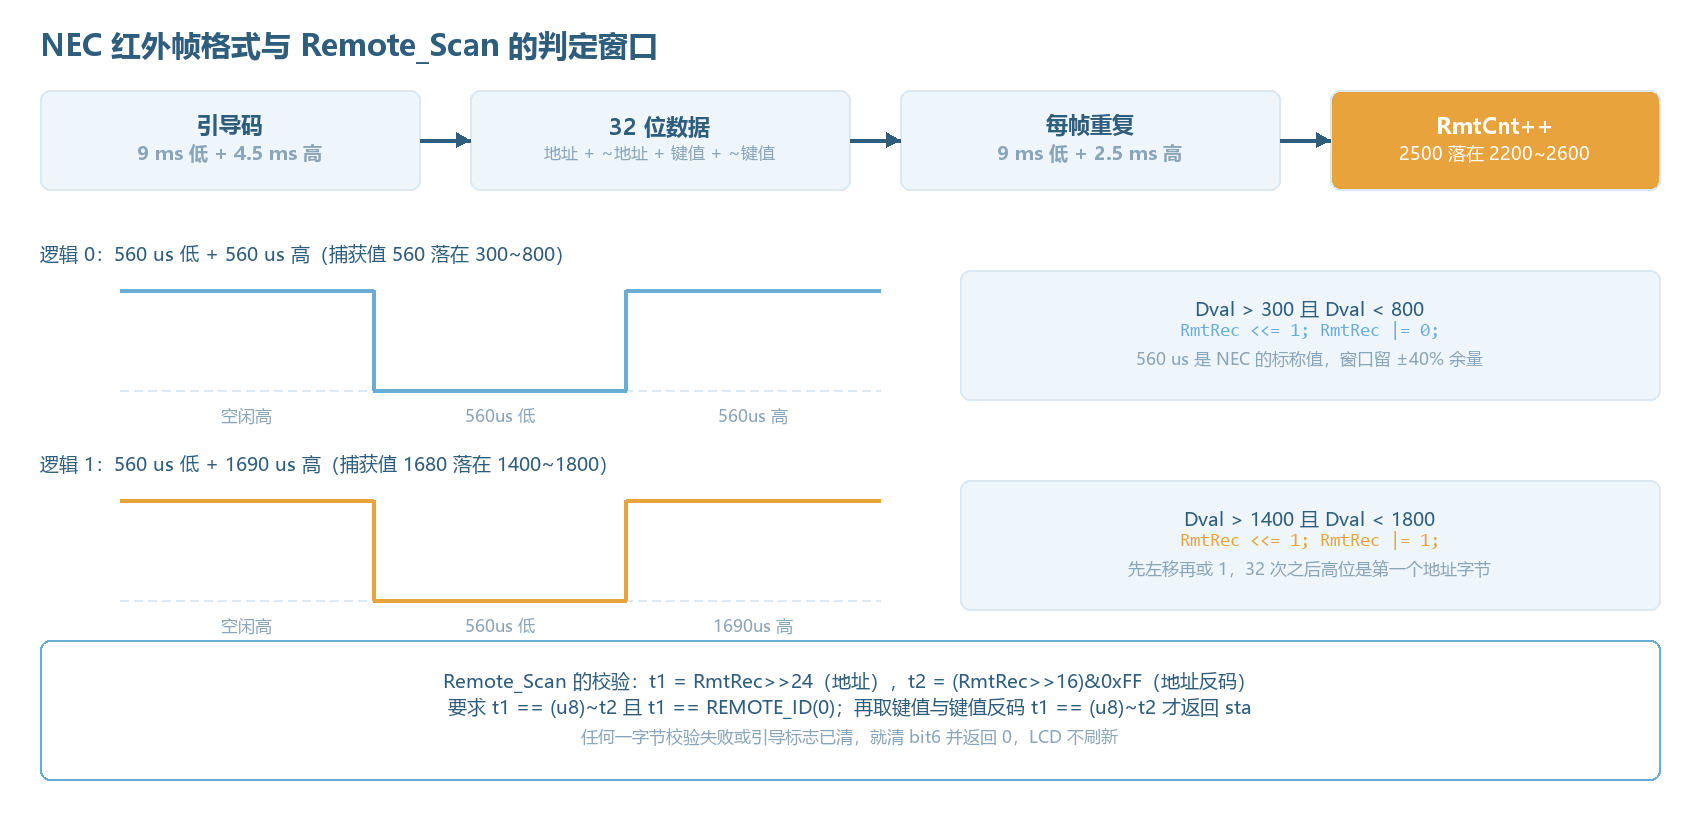 NEC 红外帧格式与 Remote_Scan 的判定窗口
引导码
9 ms 低 + 4.5 ms 高
32 位数据
地址 + ~地址 + 键值 + ~键值
每帧重复
9 ms 低 + 2.5 ms 高
RmtCnt++
2500 落在 2200~2600
逻辑 0：560 us 低 + 560 us 高（捕获值 560 落在 300~800）
空闲高
560us 低
560us 高
Dval > 300 且 Dval < 800
RmtRec <<= 1; RmtRec |= 0;
560 us 是 NEC 的标称值，窗口留 ±40% 余量
逻辑 1：560 us 低 + 1690 us 高（捕获值 1680 落在 1400~1800）
空闲高
560us 低
1690us 高
Dval > 1400 且 Dval < 1800
RmtRec <<= 1; RmtRec |= 1;
先左移再或 1，32 次之后高位是第一个地址字节
Remote_Scan 的校验：t1 = RmtRec>>24（地址），t2 = (RmtRec>>16)&0xFF（地址反码）
要求 t1 == (u8)~t2 且 t1 == REMOTE_ID(0)；再取键值与键值反码 t1 == (u8)~t2 才返回 sta
任何一字节校验失败或引导标志已清，就清 bit6 并返回 0，LCD 不刷新